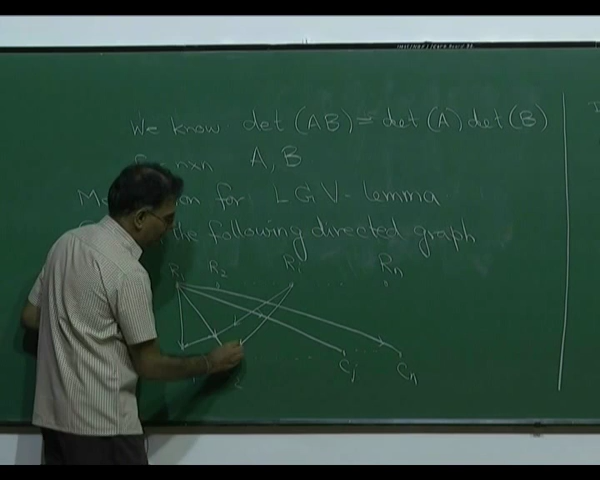 We know det (AB) = det (A) det (B)
nxn A, B
for LGV-lemma
the following directed graph
R1 R2 ... Ri Rn
... Cj Cn